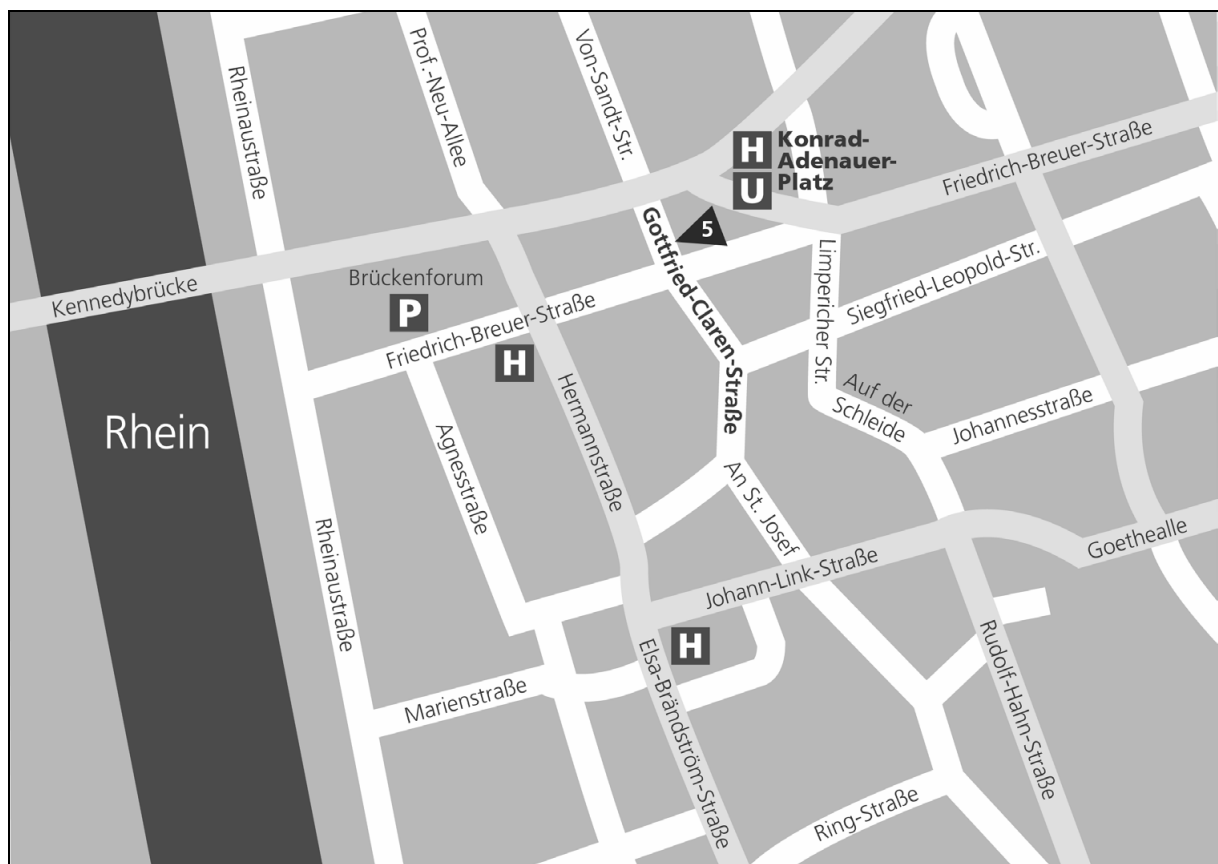 Rheinaustraße
Prof.-Neu-Allee
Von-Sandt-Str.
H
Konrad-
Adenauer-
Platz
U
Friedrich-Breuer-Straße
5
Gottfried-Claren-Straße
Limpericher Str.
Siegfried-Leopold-Str.
Kennedybrücke
Brückenforum
P
Friedrich-Breuer-Straße
H
Hermannstraße
Auf der
Schleide
Johannesstraße
Rhein
Agnesstraße
An St. Josef
Rheinaustraße
Johann-Link-Straße
Goethealle
H
Elsa-Brändström-Straße
Rudolf-Hahn-Straße
Marienstraße
Ring-Straße